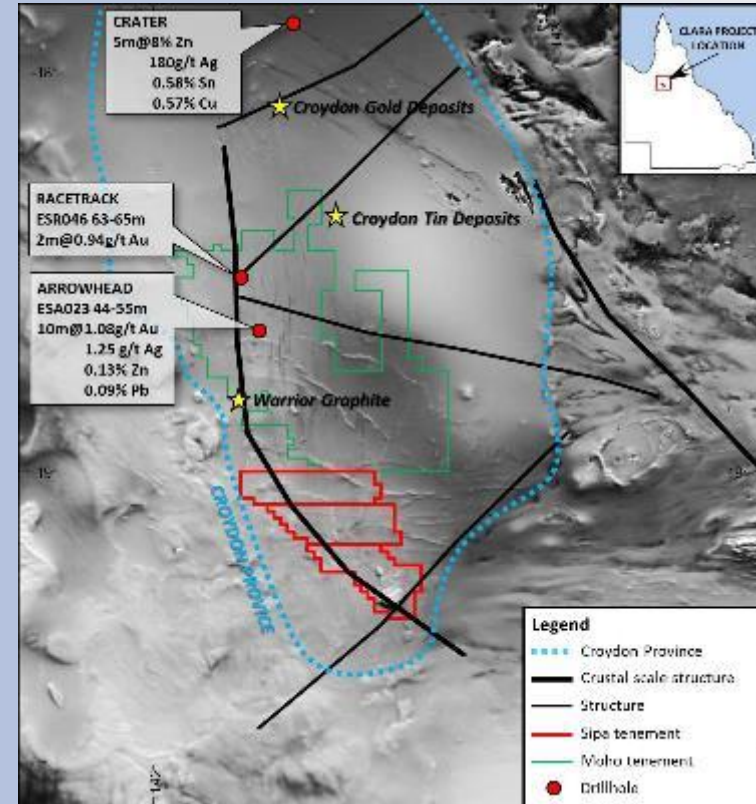 CRATER
5m@8% Zn
180g/t Ag
0.58% Sn
0.57% Cu
CLARA PROJECT
LOCATION
Croydon Gold Deposits
RACETRACK
ESR046 63-65m
2m@0.94g/t Au
Croydon Tin Deposits
ARROWHEAD
ESA023 44-55m
10m@1.08g/t Au
1.25 g/t Ag
0.13% Zn
0.09% Pb
Warrior Graphite
CROYDON PROVICE
Legend
Croydon Province
Crustal scale structure
Structure
Sipa tenement
Moho tenement
Drillhole